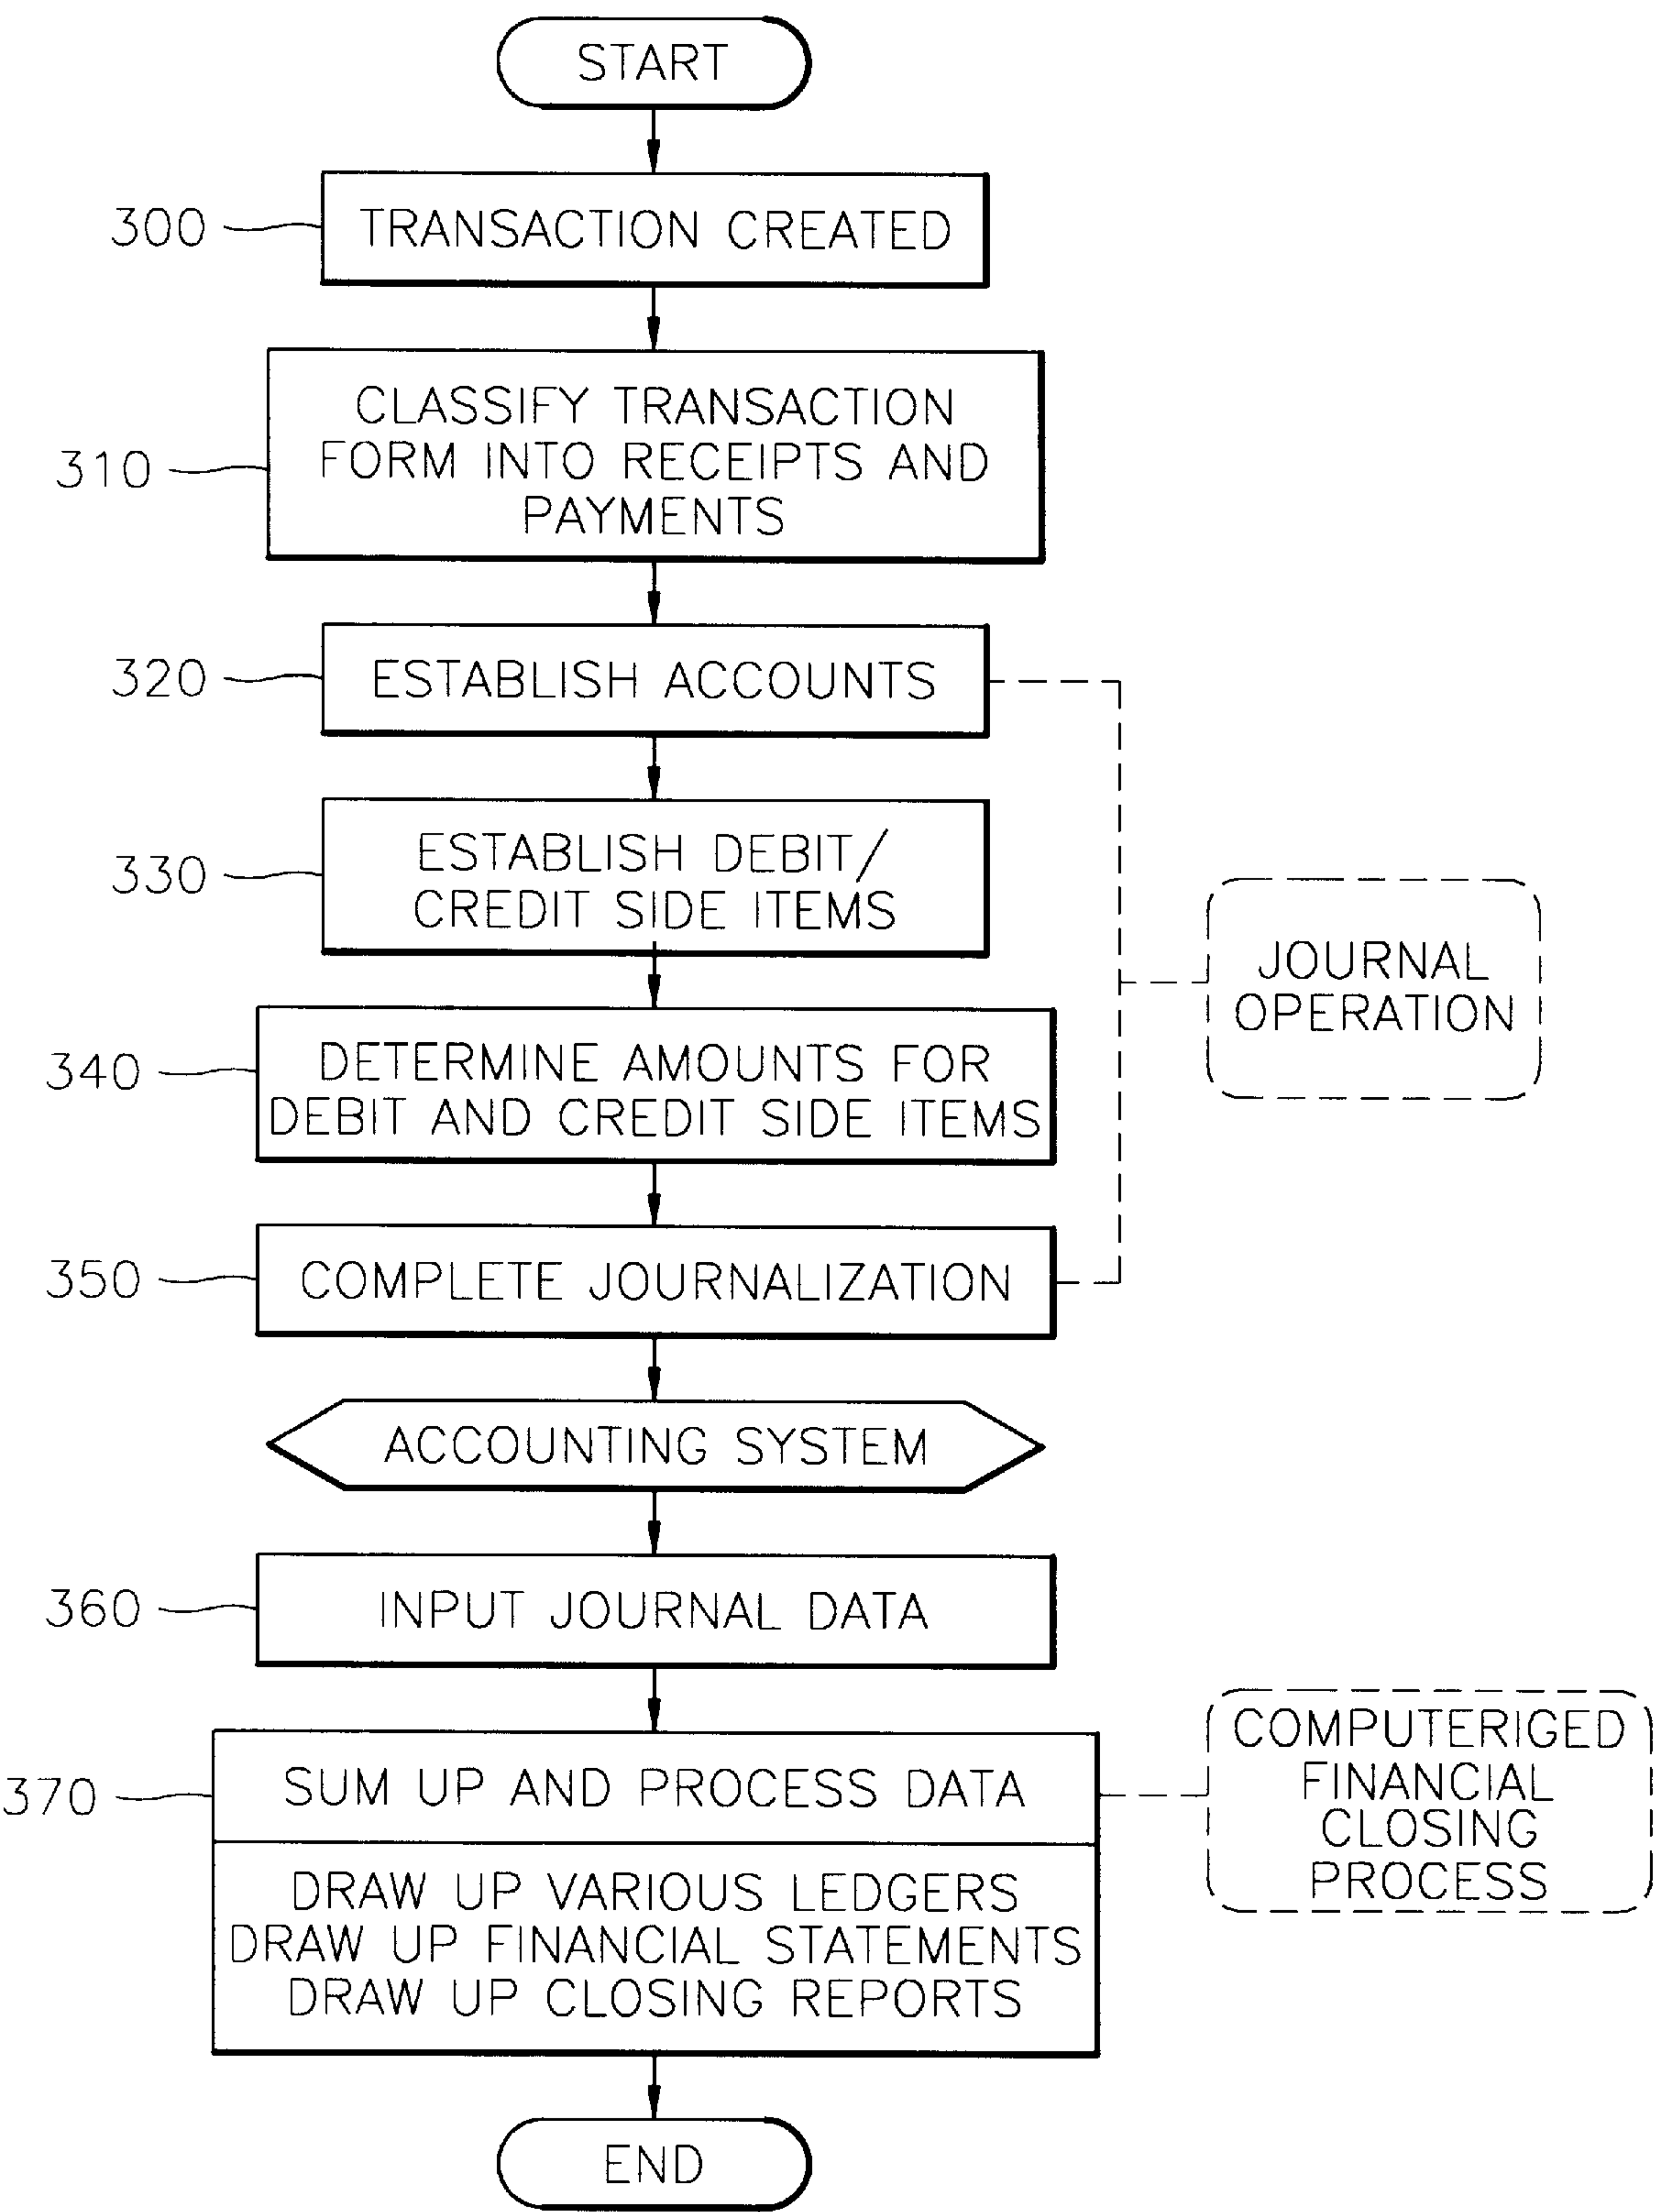 START
300
TRANSACTION CREATED
310
CLASSIFY TRANSACTION
FORM INTO RECEIPTS AND
PAYMENTS
320
ESTABLISH ACCOUNTS
330
ESTABLISH DEBIT/
CREDIT SIDE ITEMS
JOURNAL
OPERATION
340
DETERMINE AMOUNTS FOR
DEBIT AND CREDIT SIDE ITEMS
350
COMPLETE JOURNALIZATION
ACCOUNTING SYSTEM
360
INPUT JOURNAL DATA
370
SUM UP AND PROCESS DATA
COMPUTERIGED
FINANCIAL
CLOSING
PROCESS
DRAW UP VARIOUS LEDGERS
DRAW UP FINANCIAL STATEMENTS
DRAW UP CLOSING REPORTS
END